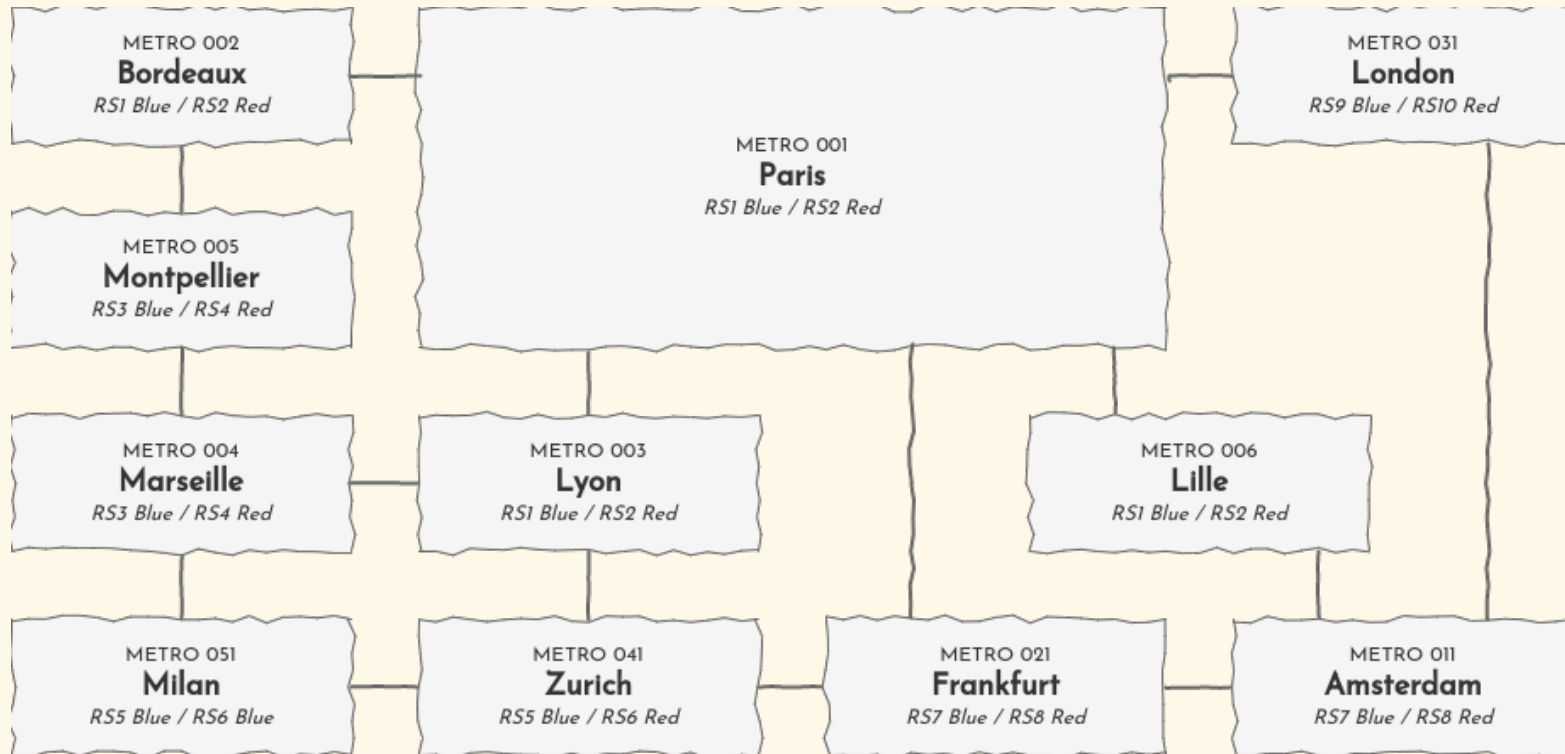 METRO 002
Bordeaux
RS1 Blue / RS2 Red
METRO 001
Paris
RS1 Blue / RS2 Red
METRO 031
London
RS9 Blue / RS10 Red
METRO 005
Montpellier
RS3 Blue / RS4 Red
METRO 004
Marseille
RS3 Blue / RS4 Red
METRO 003
Lyon
RS1 Blue / RS2 Red
METRO 006
Lille
RS1 Blue / RS2 Red
METRO 051
Milan
RS5 Blue / RS6 Blue
METRO 041
Zurich
RS5 Blue / RS6 Red
METRO 021
Frankfurt
RS7 Blue / RS8 Red
METRO 011
Amsterdam
RS7 Blue / RS8 Red